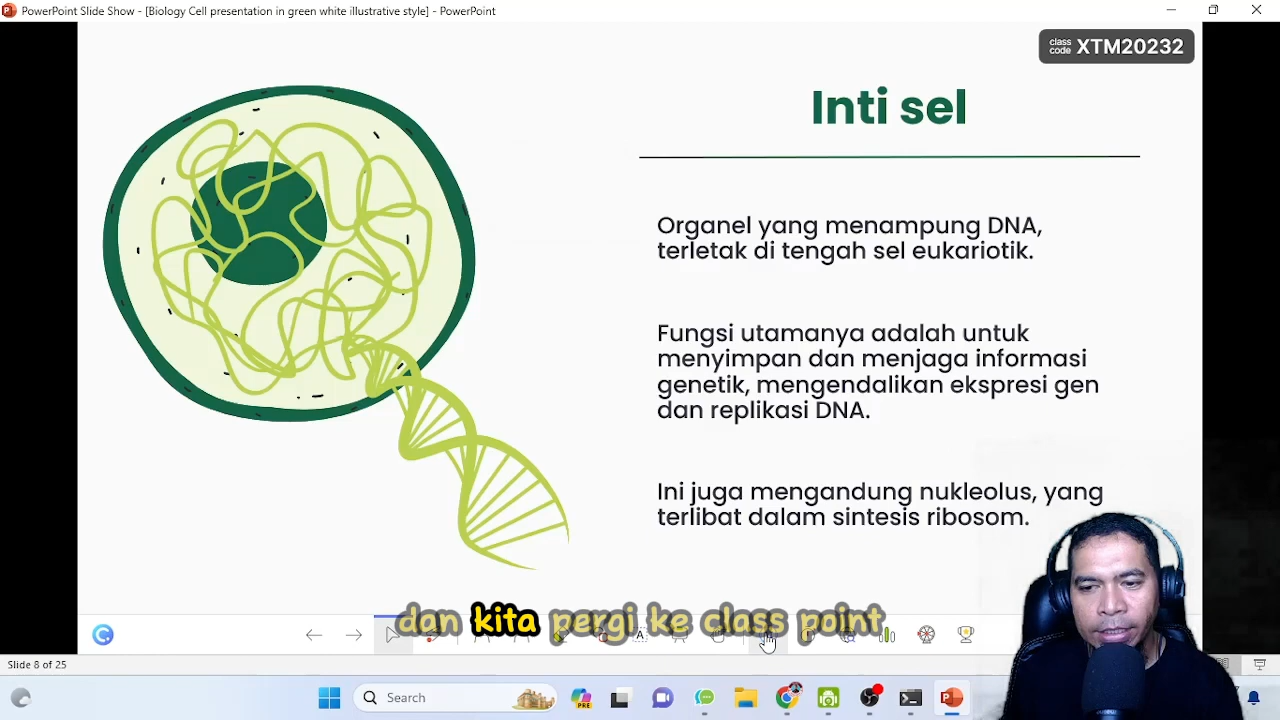 PowerPoint Slide Show - [Biology Cell presentation in green white illustrative style] - PowerPoint
class code XTM20232
Inti sel
Organel yang menampung DNA,
terletak di tengah sel eukariotik.
Fungsi utamanya adalah untuk
menyimpan dan menjaga informasi
genetik, mengendalikan ekspresi gen
dan replikasi DNA.
Ini juga mengandung nukleolus, yang
terlibat dalam sintesis ribosom.
dan kita pergi ke class point
Slide 8 of 25
Search
PRE